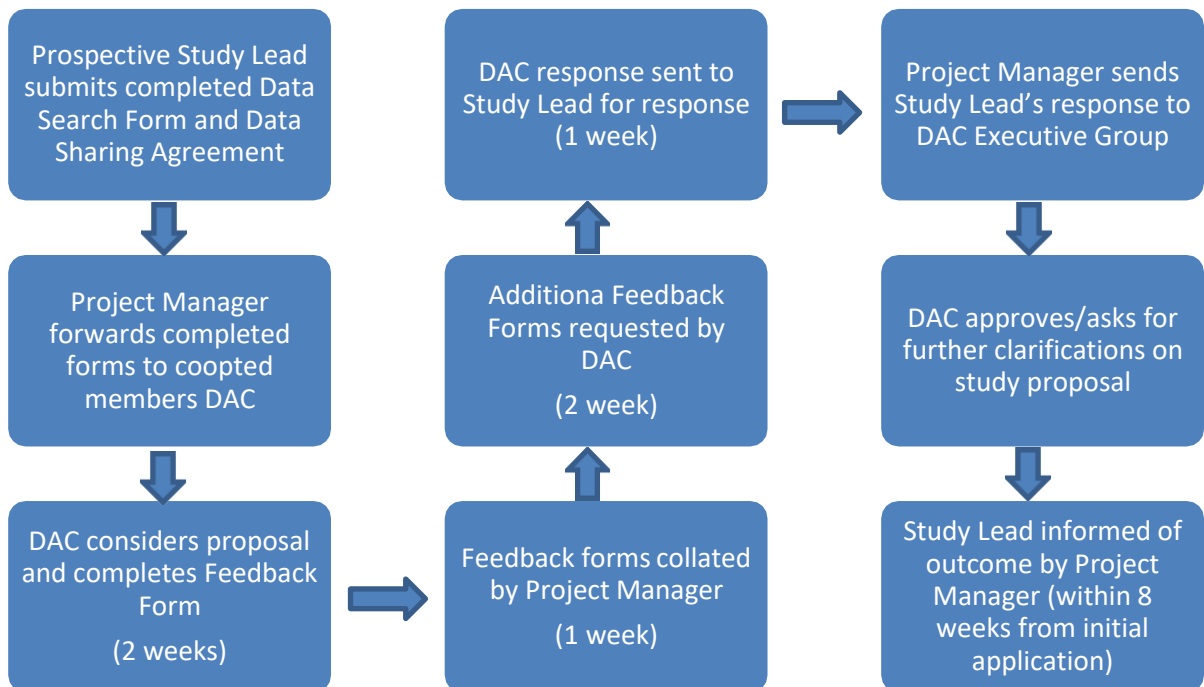 Prospective Study Lead
submits completed Data
Search Form and Data
Sharing Agreement
Project Manager
forwards completed
forms to coopted
members DAC
DAC considers proposal
and completes Feedback
Form
(2 weeks)
Feedback forms collated
by Project Manager
(1 week)
Additiona Feedback
Forms requested by
DAC
(2 week)
DAC response sent to
Study Lead for response
(1 week)
Project Manager sends
Study Lead’s response to
DAC Executive Group
DAC approves/asks for
further clarifications on
study proposal
Study Lead informed of
outcome by Project
Manager (within 8
weeks from initial
application)